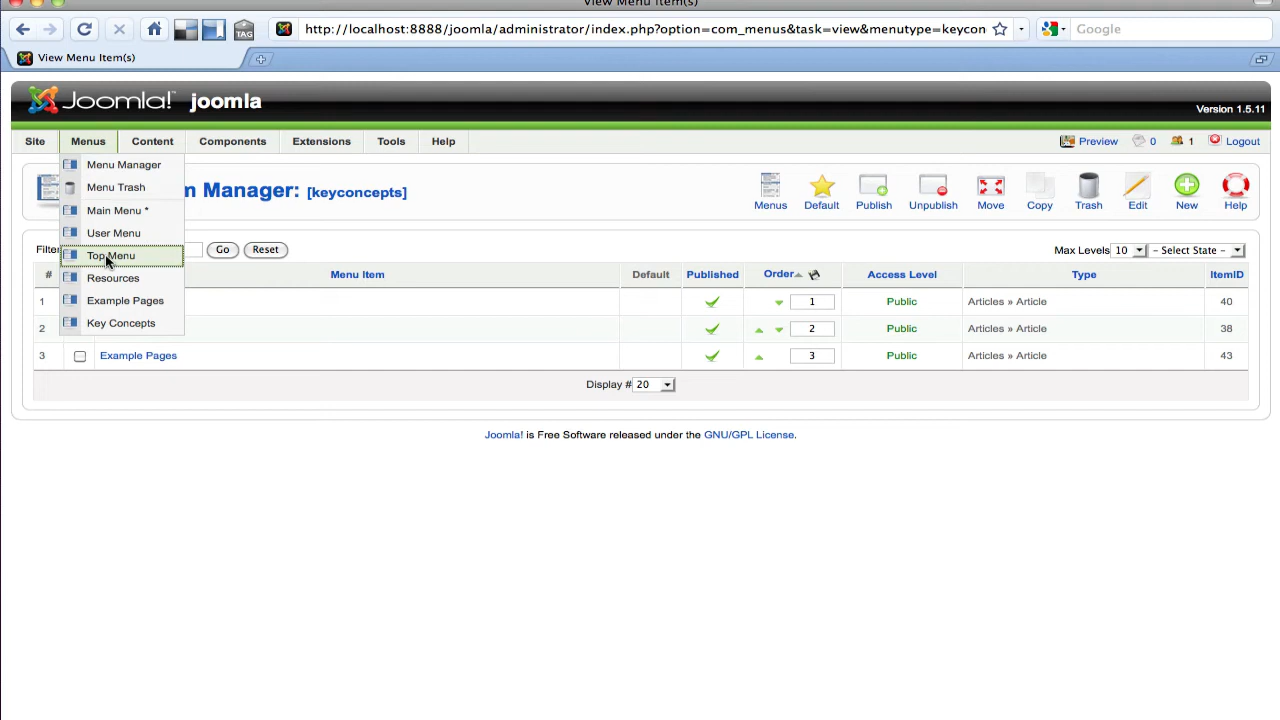 View Menu Item(s)
http://localhost:8888/joomla/administrator/index.php?option=com_menus&task=view&menutype=keycon
Google
TAG
View Menu Item(s)
Joomla! joomla
Version 1.5.11
Site Menus Content Components Extensions Tools Help Preview 0 1 Logout
Menu Manager
Menu Trash
Main Menu *
User Menu
Top Menu
Resources
Example Pages
Key Concepts
m Manager: [keyconcepts]
Menus Default Publish Unpublish Move Copy Trash Edit New Help
Filte Go Reset Max Levels 10 - Select State -
# Menu Item Default Published Order Access Level Type ItemID
1 1 Public Articles » Article 40
2 2 Public Articles » Article 38
3 Example Pages 3 Public Articles » Article 43
Display # 20
Joomla! is Free Software released under the GNU/GPL License.